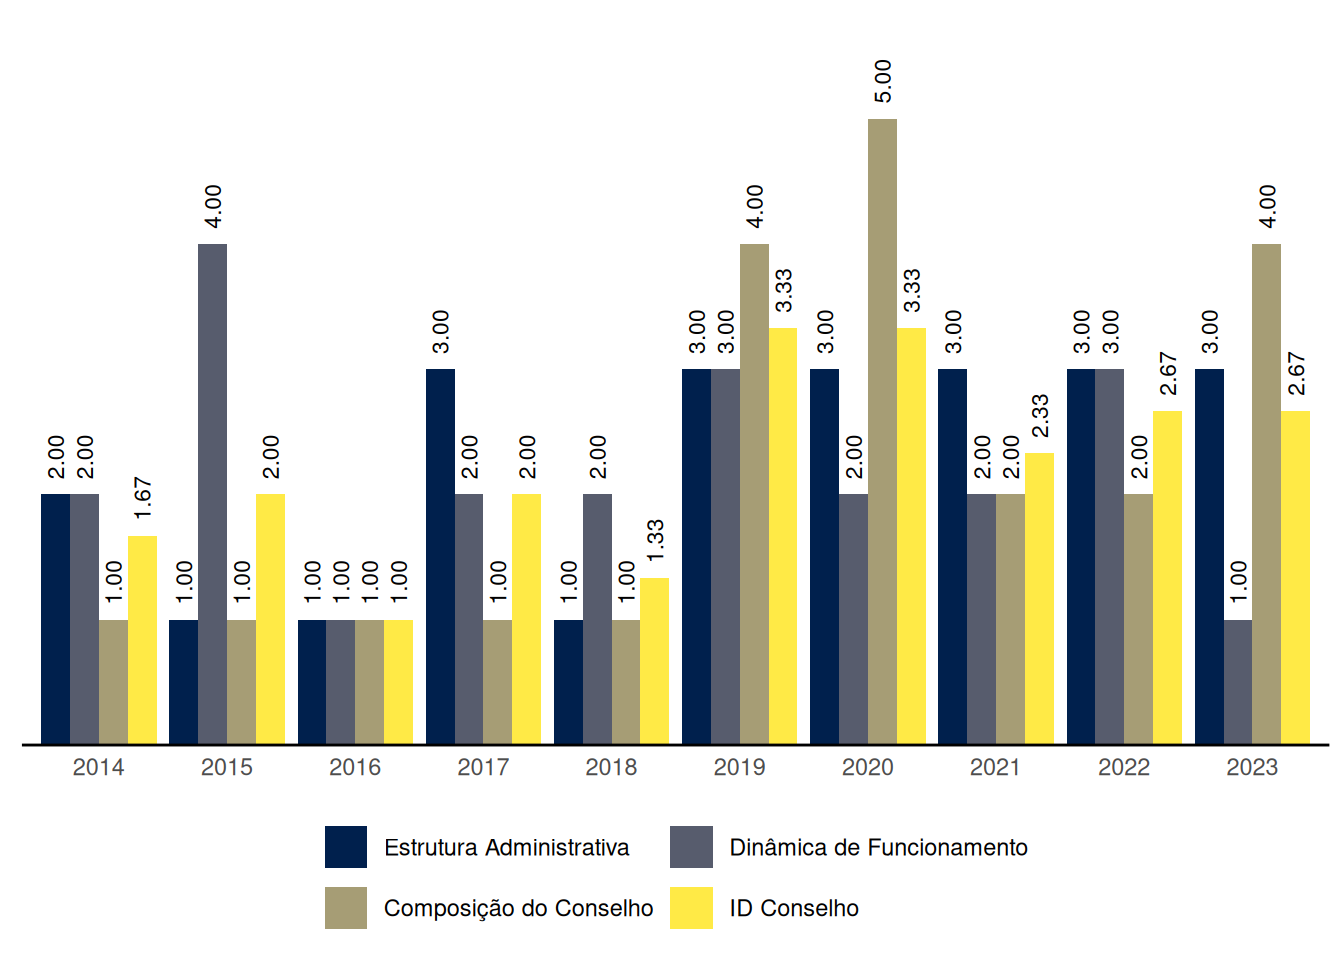 5.00
4.00 4.00 4.00
3.33 3.33
3.00 3.00 3.00 3.00 3.00 3.00 3.00 3.00
2.67 2.67
2.33
2.00 2.00 2.00 2.00 2.00 2.00 2.00 2.00 2.00 2.00
1.67
1.33
1.00 1.00 1.00 1.00 1.00 1.00 1.00 1.00 1.00 1.00 1.00
2014 2015 2016 2017 2018 2019 2020 2021 2022 2023
Estrutura Administrativa Dinâmica de Funcionamento
Composição do Conselho ID Conselho